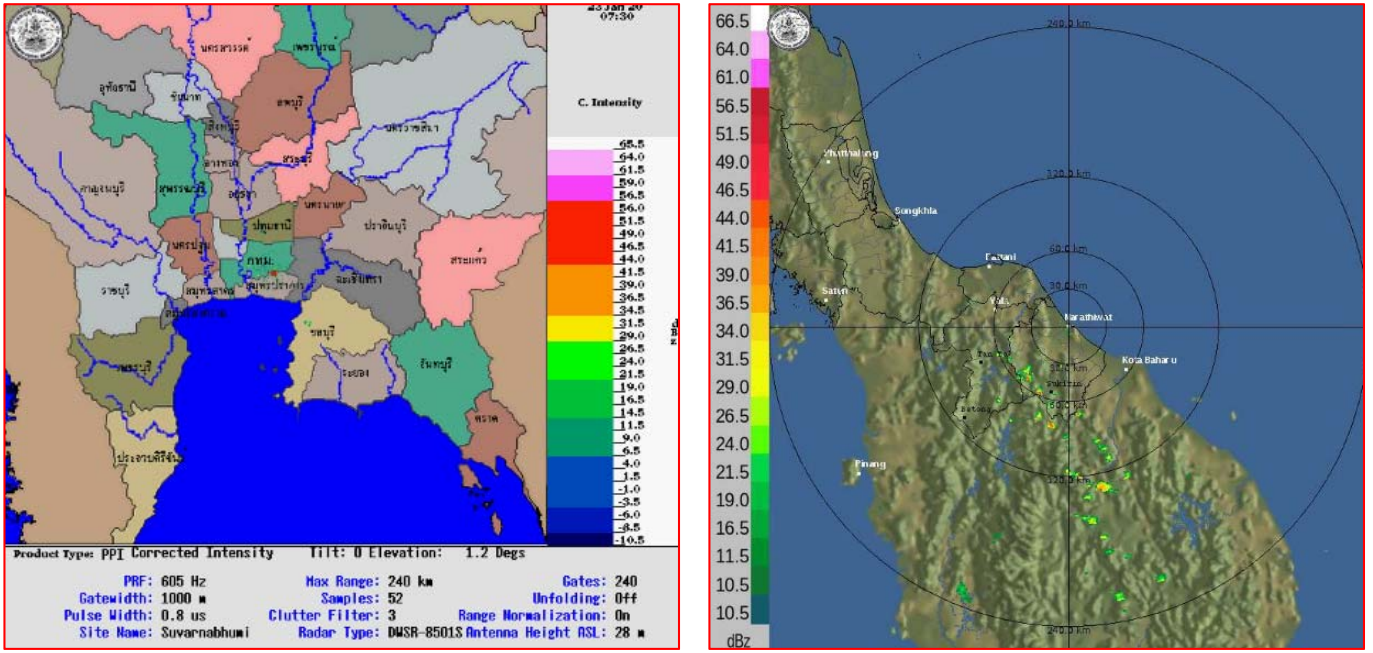 23 Jan 20
07:30
C. Intensity
65.5
64.0
61.5
59.0
56.5
56.0
51.5
49.0
46.5
44.0
41.5
39.0
36.5
34.5
31.5
29.0
26.5
24.0
21.5
19.0
16.5
14.5
11.5
9.0
6.5
4.0
1.5
-1.0
-3.5
-6.0
-8.5
-10.5
นครสวรรค์
เพชรบูรณ์
อุทัยธานี
ชัยนาท
ลพบุรี
สิงห์บุรี
นครราชสีมา
อ่างทอง
สระบุรี
กาญจนบุรี
สุพรรณบุรี
อยุธยา
นครนายก
ปทุมธานี
ปราจีนบุรี
นครปฐม
กทม.
สระแก้ว
ราชบุรี
สมุทรสาคร
สมุทรปราการ
ฉะเชิงเทรา
ชลบุรี
เพชรบุรี
ระยอง
จันทบุรี
ตราด
ประจวบคีรีขันธ์
Product Type: PPI Corrected Intensity Tilt: 0 Elevation: 1.2 Degs
PRF: 605 Hz Max Range: 240 km Gates: 240
Gatewidth: 1000 m Samples: 52 Unfolding: Off
Pulse Width: 0.8 us Clutter Filter: 3 Range Normalization: On
Site Name: Suvarnabhumi Radar Type: DWSR-8501S Antenna Height ASL: 28 m
66.5
64.0
61.0
56.5
51.5
49.0
46.5
44.0
41.5
39.0
36.5
34.0
31.5
29.0
26.5
24.0
21.5
19.0
16.5
12.5
10.5
10.5
dBz
240.0 km
Phatthalung
120.0 km
Songkhla
60.0 km
Pattani
30.0 km
Satun
Yala
Narathiwat
Kota Baharu
Sukirin
60.0 km
Betong
Pinang
120.0 km
240.0 km